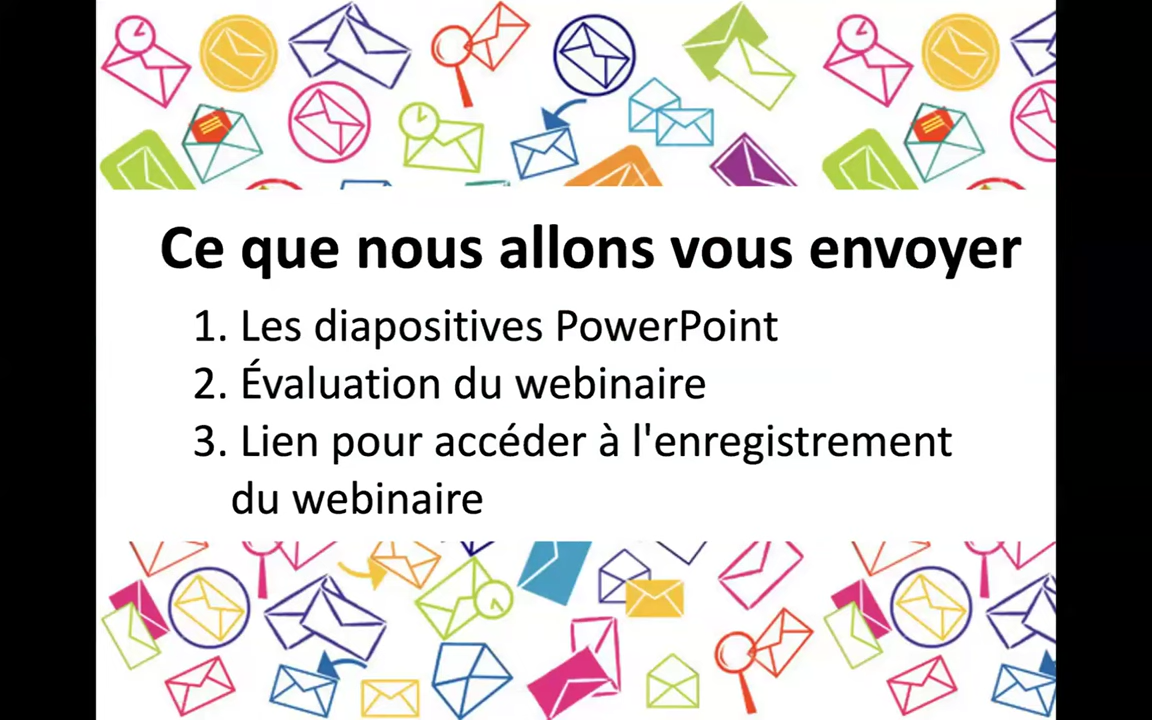 Ce que nous allons vous envoyer
1. Les diapositives PowerPoint
2. Évaluation du webinaire
3. Lien pour accéder à l'enregistrement
du webinaire